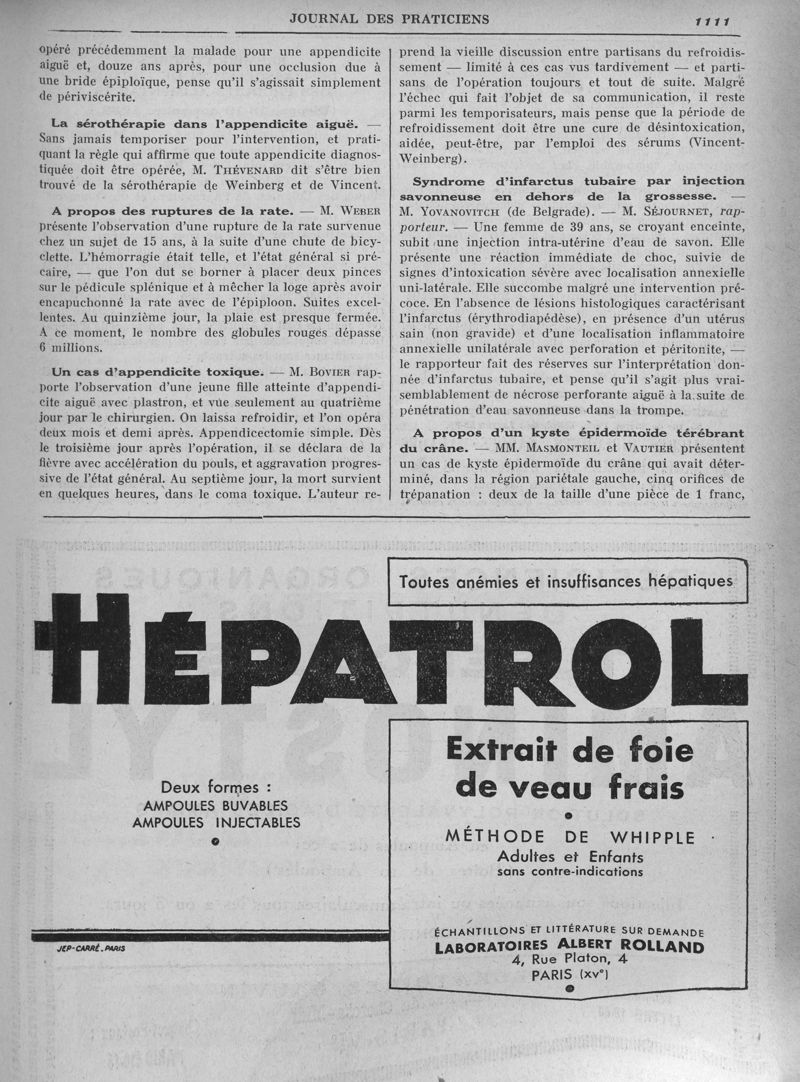 JOURNAL DES PRATICIENS
1111
opéré précédemment la malade pour une appendicite
aiguë et, douze ans après, pour une occlusion due à
une bride épiploïque, pense qu'il s'agissait simplement
de périviscérite.
La sérothérapie dans l'appendicite aiguë. —
Sans jamais temporiser pour l'intervention, et prati-
quant la règle qui affirme que toute appendicite diagnos-
tiquée doit être opérée, M. THÉVENARD dit s'être bien
trouvé de la sérothérapie de Weinberg et de Vincent.
A propos des ruptures de la rate. — M. WEBER
présente l'observation d'une rupture de la rate survenue
chez un sujet de 15 ans, à la suite d'une chute de bicy-
clette. L'hémorragie était telle, et l'état général si pré-
caire, — que l'on dut se borner à placer deux pinces
sur le pédicule splénique et à mêcher la loge après avoir
encapuchonné la rate avec de l'épiploon. Suites excel-
lentes. Au quinzième jour, la plaie est presque fermée.
A ce moment, le nombre des globules rouges dépasse
6 millions.
Un cas d'appendicite toxique. — M. BOVIER rap-
porte l'observation d'une jeune fille atteinte d'appendi-
cite aiguë avec plastron, et vue seulement au quatrième
jour par le chirurgien. On laissa refroidir, et l'on opéra
deux mois et demi après. Appendicectomie simple. Dès
le troisième jour après l'opération, il se déclara de la
fièvre avec accélération du pouls, et aggravation progres-
sive de l'état général. Au septième jour, la mort survient
en quelques heures, dans le coma toxique. L'auteur re-
prend la vieille discussion entre partisans du refroidis-
sement — limité à ces cas vus tardivement — et parti-
sans de l'opération toujours et tout de suite. Malgré
l'échec qui fait l'objet de sa communication, il reste
parmi les temporisateurs, mais pense que la période de
refroidissement doit être une cure de désintoxication,
aidée, peut-être, par l'emploi des sérums (Vincent-
Weinberg).
Syndrome d'infarctus tubaire par injection
savonneuse en dehors de la grossesse. —
M. YOVANOVITCH (de Belgrade). — M. SÉJOURNET, rap-
porteur. — Une femme de 39 ans, se croyant enceinte,
subit une injection intra-utérine d'eau de savon. Elle
présente une réaction immédiate de choc, suivie de
signes d'intoxication sévère avec localisation annexielle
uni-latérale. Elle succombe malgré une intervention pré-
coce. En l'absence de lésions histologiques caractérisant
l'infarctus (érythrodiapédèse), en présence d'un utérus
sain (non gravide) et d'une localisation inflammatoire
annexielle unilatérale avec perforation et péritonite, —
le rapporteur fait des réserves sur l'interprétation don-
née d'infarctus tubaire, et pense qu'il s'agit plus vrai-
semblablement de nécrose perforante aiguë à la suite de
pénétration d'eau savonneuse dans la trompe.
A propos d'un kyste épidermoïde térébrant
du crâne. — MM. MASMONTEIL et VAUTIER présentent
un cas de kyste épidermoïde du crâne qui avait déter-
miné, dans la région pariétale gauche, cinq orifices de
trépanation : deux de la taille d'une pièce de 1 franc,
Toutes anémies et insuffisances hépatiques
HÉPATROL
Deux formes :
AMPOULES BUVABLES
AMPOULES INJECTABLES
Extrait de foie
de veau frais
MÉTHODE DE WHIPPLE
Adultes et Enfants
sans contre-indications
ÉCHANTILLONS ET LITTÉRATURE SUR DEMANDE
LABORATOIRES ALBERT ROLLAND
4, Rue Platon, 4
PARIS (XVe)
JEP-CARRÉ.PARIS